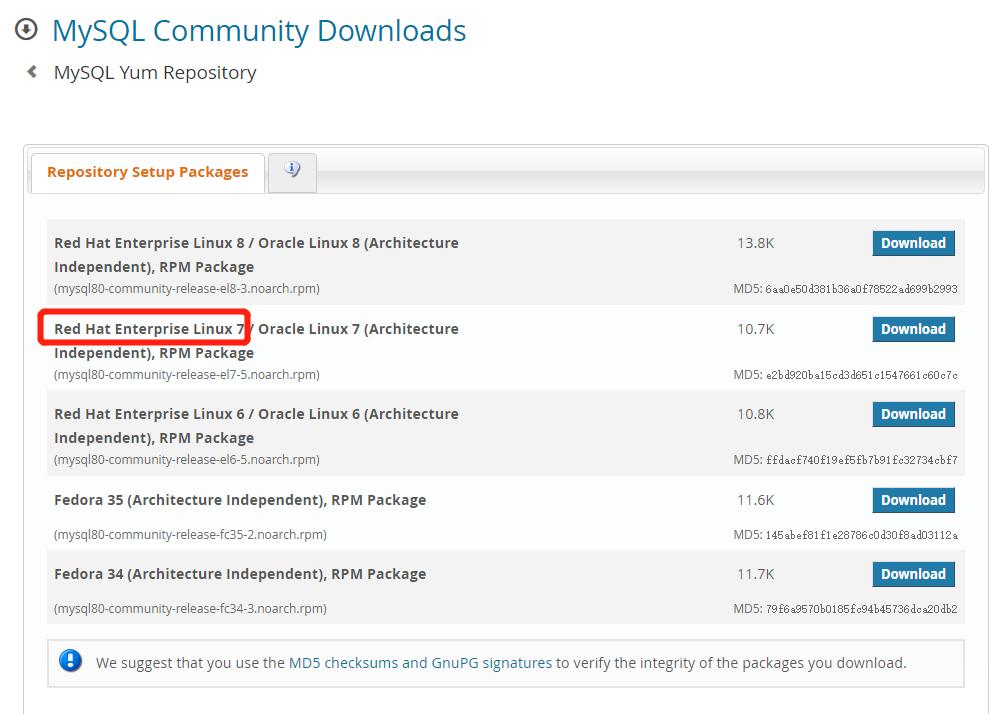 MySQL Community Downloads
MySQL Yum Repository
Repository Setup Packages
Red Hat Enterprise Linux 8 / Oracle Linux 8 (Architecture
Independent), RPM Package
13.8K
Download
(mysql80-community-release-el8-3.noarch.rpm)
MD5: 6aa0e50d381b36a0f78522ad699b2993
Red Hat Enterprise Linux 7 / Oracle Linux 7 (Architecture
Independent), RPM Package
10.7K
Download
(mysql80-community-release-el7-5.noarch.rpm)
MD5: e2bd920ba15cd3d651c1547661c60c7c
Red Hat Enterprise Linux 6 / Oracle Linux 6 (Architecture
Independent), RPM Package
10.8K
Download
(mysql80-community-release-el6-5.noarch.rpm)
MD5: ffdacf740f19ef5fb7b91fc32734cbf7
Fedora 35 (Architecture Independent), RPM Package
11.6K
Download
(mysql80-community-release-fc35-2.noarch.rpm)
MD5: 145abef81f1e28786c0d30f8ad03112a
Fedora 34 (Architecture Independent), RPM Package
11.7K
Download
(mysql80-community-release-fc34-3.noarch.rpm)
MD5: 79f6a9570b0185fc94b45736dca20db2
We suggest that you use the MD5 checksums and GnuPG signatures to verify the integrity of the packages you download.